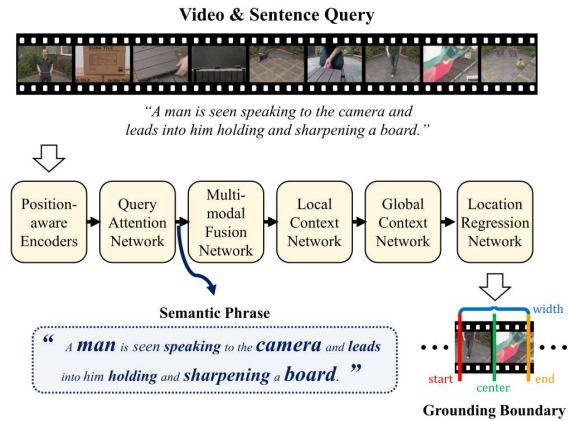 Video & Sentence Query
“A man is seen speaking to the camera and
leads into him holding and sharpening a board.”
Position-
aware
Encoders
Query
Attention
Network
Multi-
modal
Fusion
Network
Local
Context
Network
Global
Context
Network
Location
Regression
Network
Semantic Phrase
“ A man is seen speaking to the camera and leads
into him holding and sharpening a board. ”
width
start
center
end
Grounding Boundary